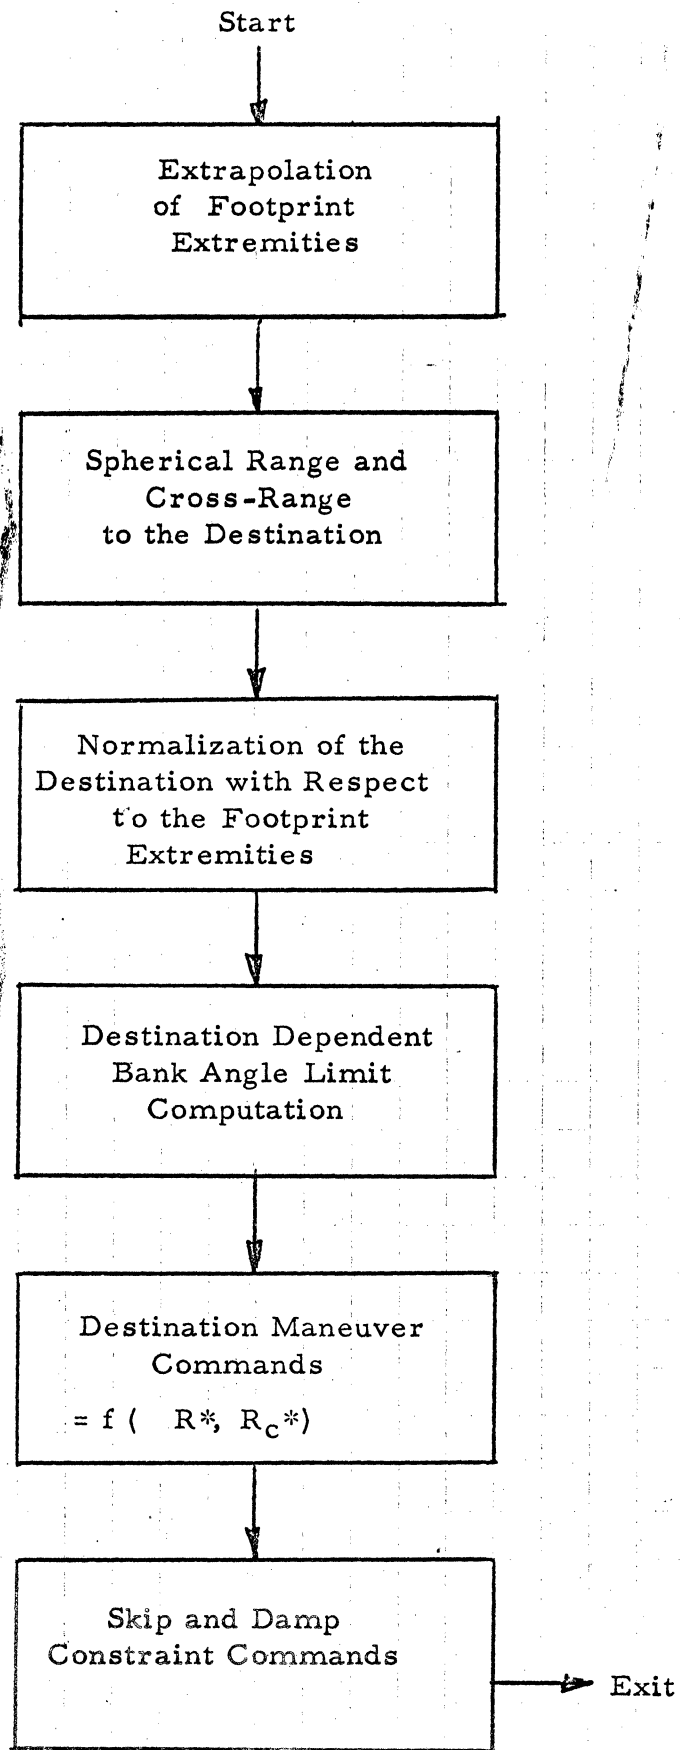 Start
Extrapolation
of Footprint
Extremities
Spherical Range and
Cross-Range
to the Destination
Normalization of the
Destination with Respect
to the Footprint
Extremities
Destination Dependent
Bank Angle Limit
Computation
Destination Maneuver
Commands
= f ( R*, Rc*)
Skip and Damp
Constraint Commands
Exit